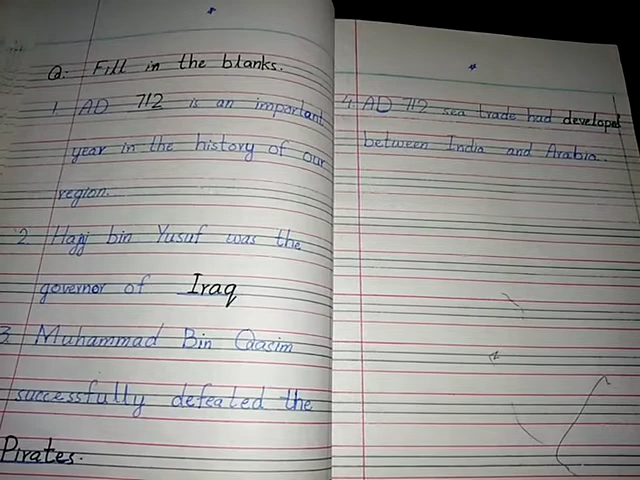 Q: Fill in the blanks.
1. AD 712 is an important
year in the history of our
region.
2. Hajj bin Yusuf was the
governor of Iraq
3. Muhammad Bin Qasim
successfully defeated the
Pirates.
4. AD 712 sea trade had developed
between India and Arabia.